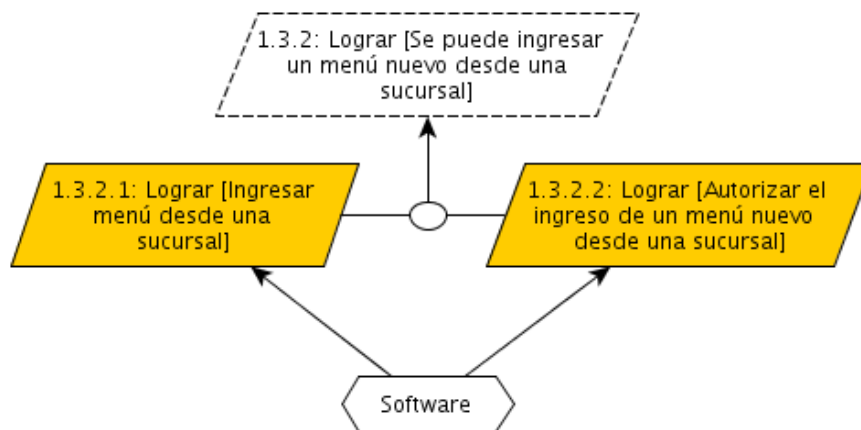 1.3.2: Lograr [Se puede ingresar
un menú nuevo desde una
sucursal]
1.3.2.1: Lograr [Ingresar
menú desde una
sucursal]
1.3.2.2: Lograr [Autorizar el
ingreso de un menú nuevo
desde una sucursal]
Software